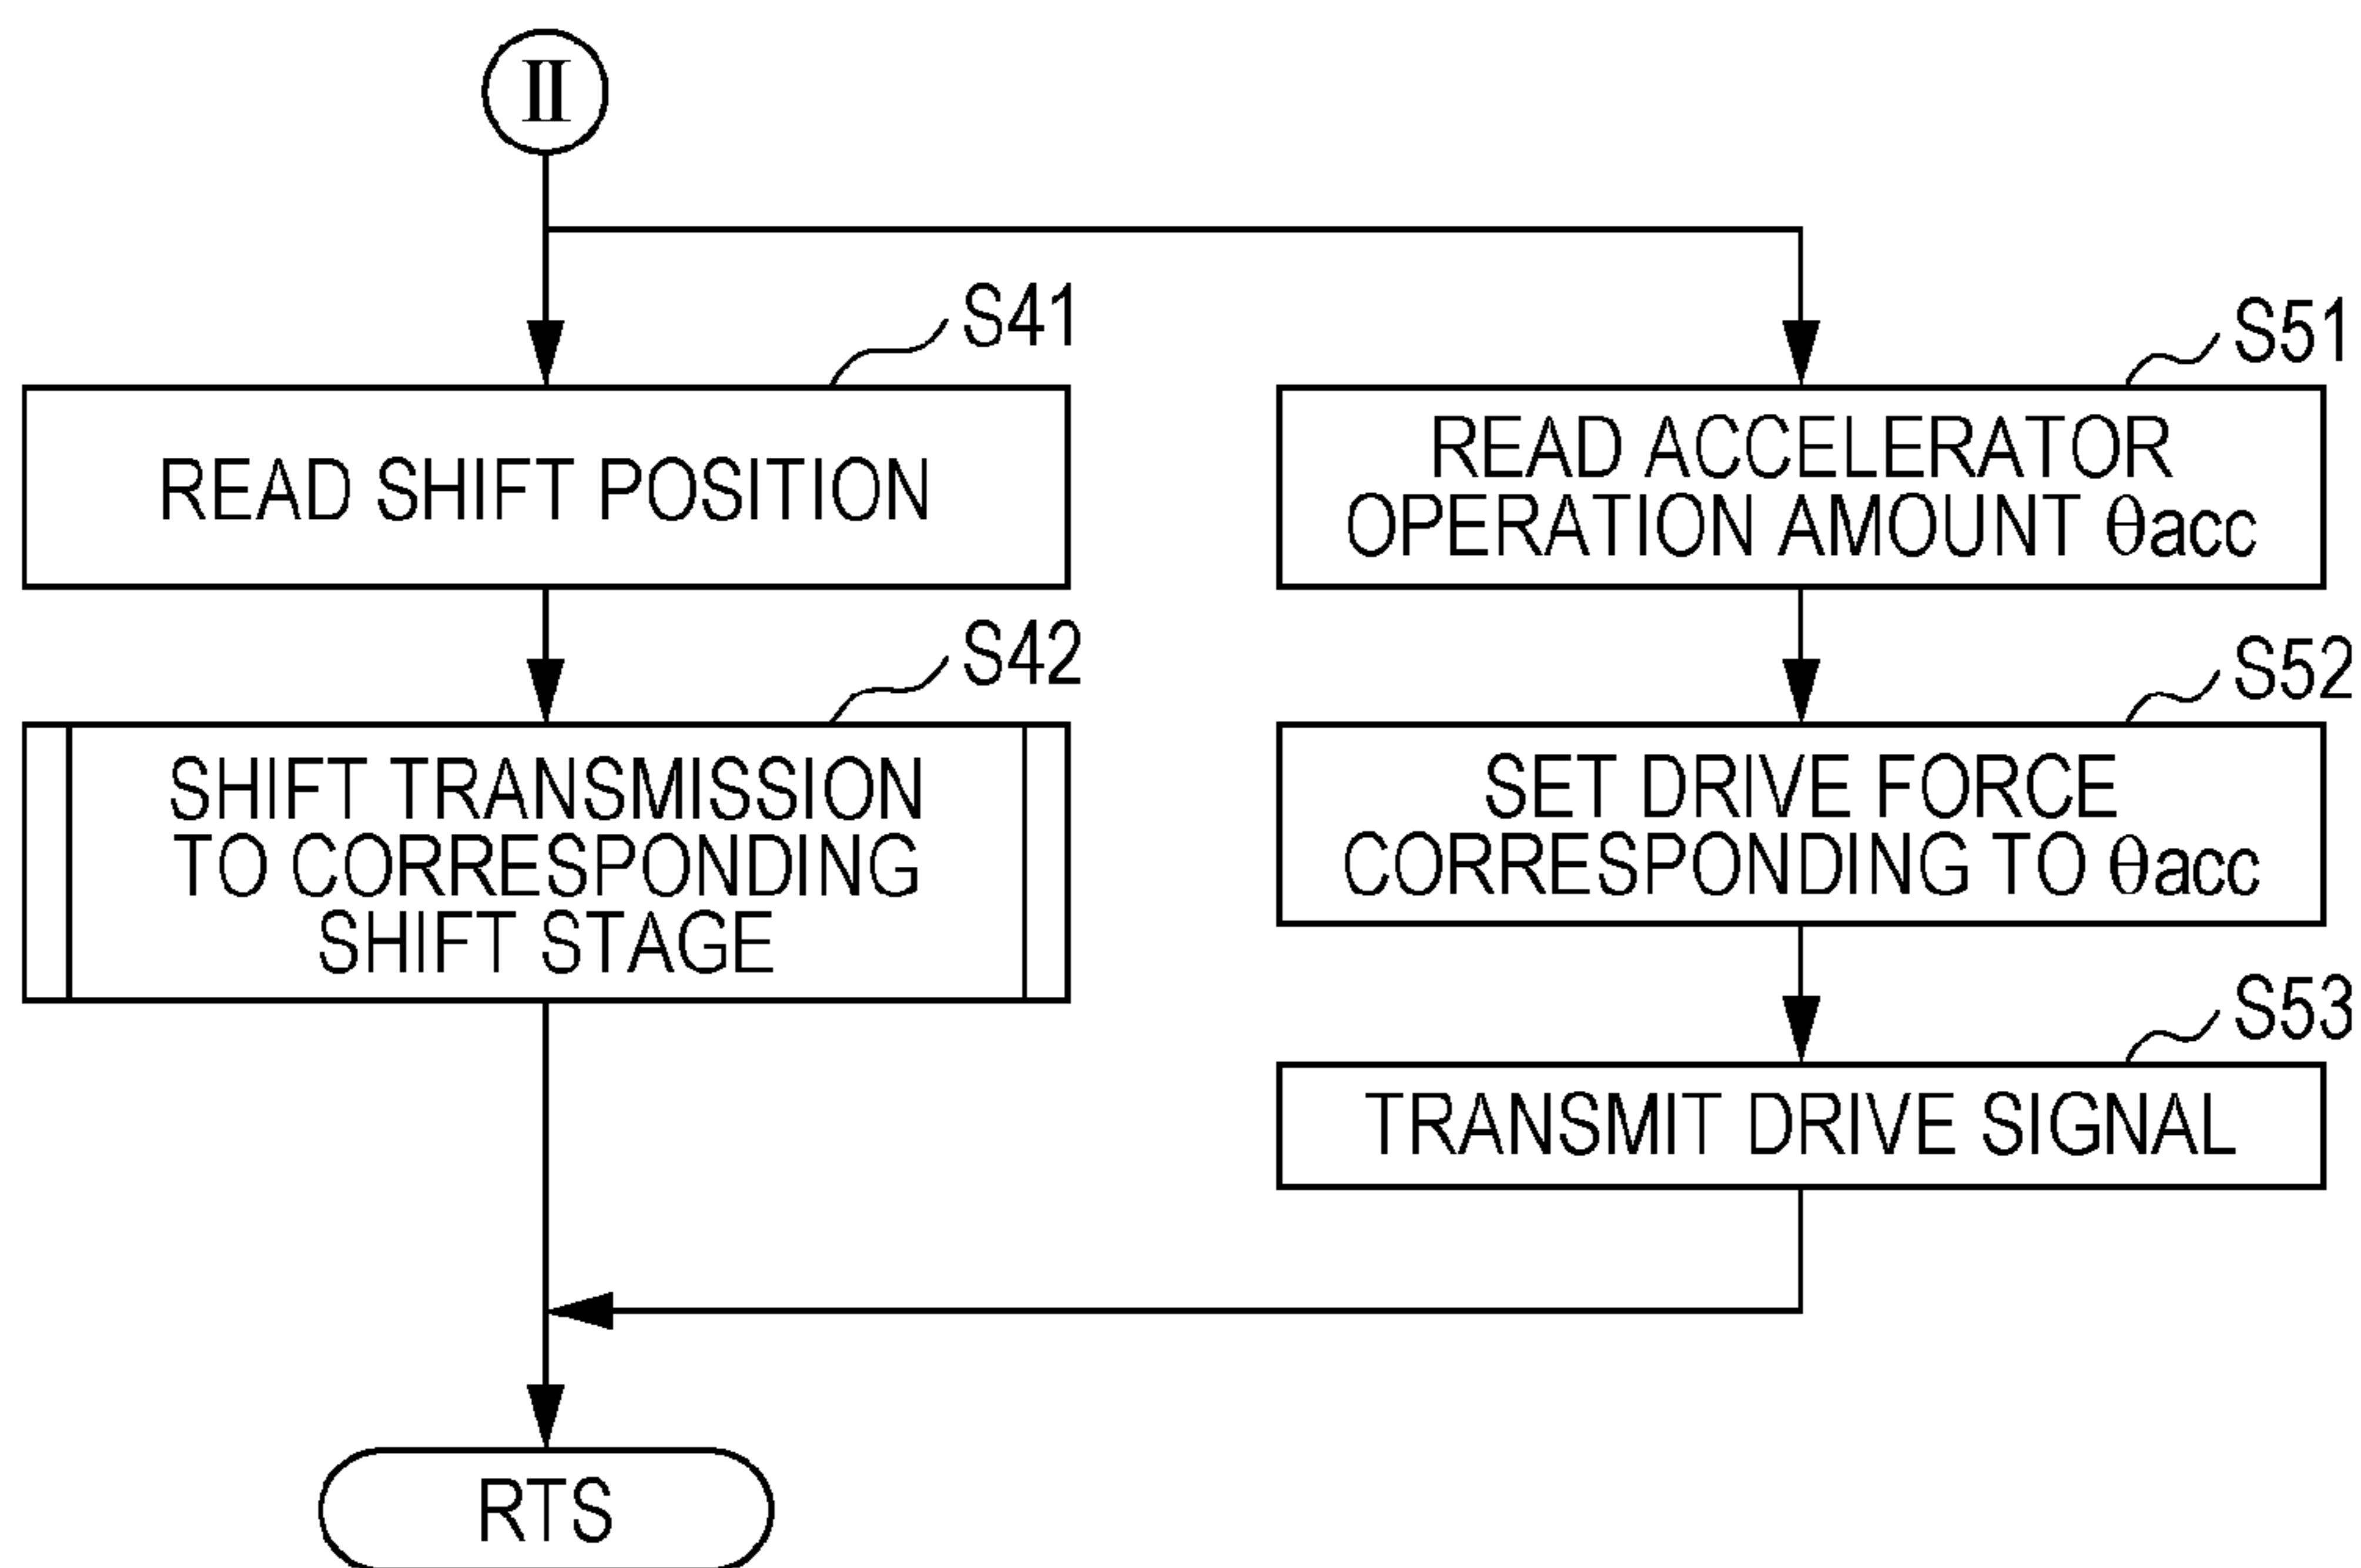 II
S41
READ SHIFT POSITION
S42
SHIFT TRANSMISSION
TO CORRESPONDING
SHIFT STAGE
S51
READ ACCELERATOR
OPERATION AMOUNT θacc
S52
SET DRIVE FORCE
CORRESPONDING TO θacc
S53
TRANSMIT DRIVE SIGNAL
RTS